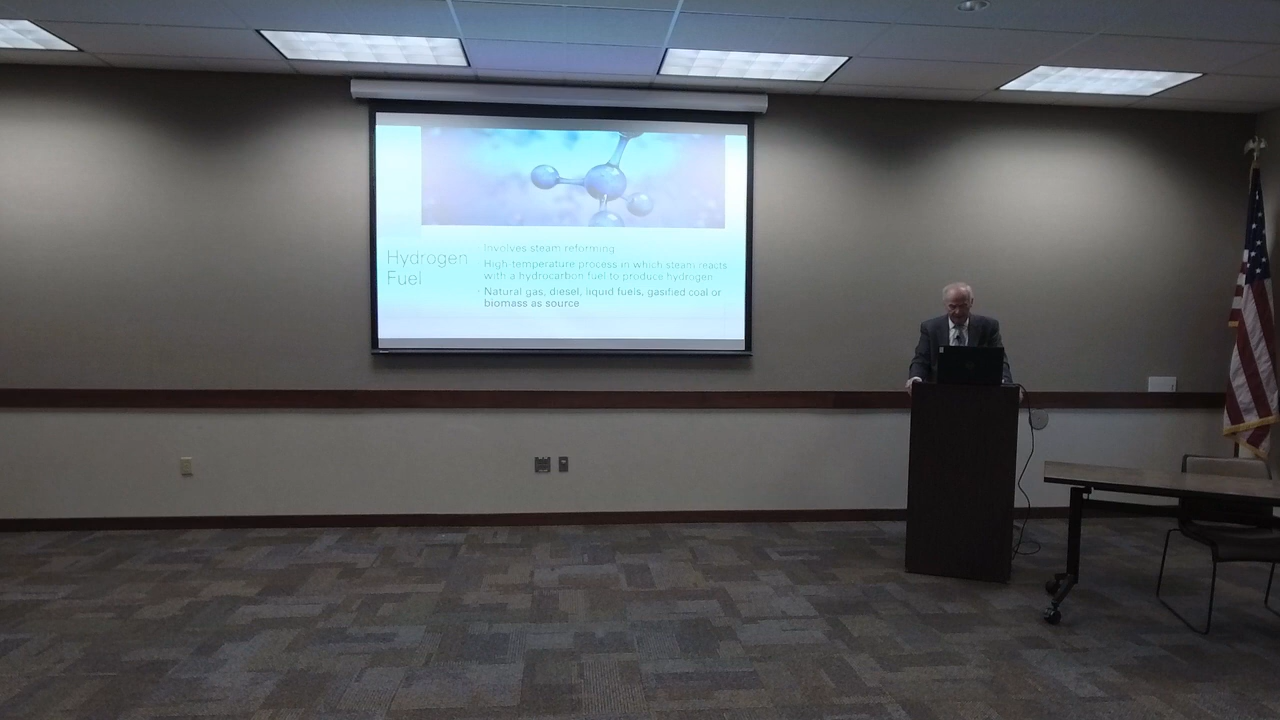 Hydrogen
Fuel
Involves steam reforming
High-temperature process in which steam reacts
with a hydrocarbon fuel to produce hydrogen
Natural gas, diesel, liquid fuels, gasified coal or
biomass as source